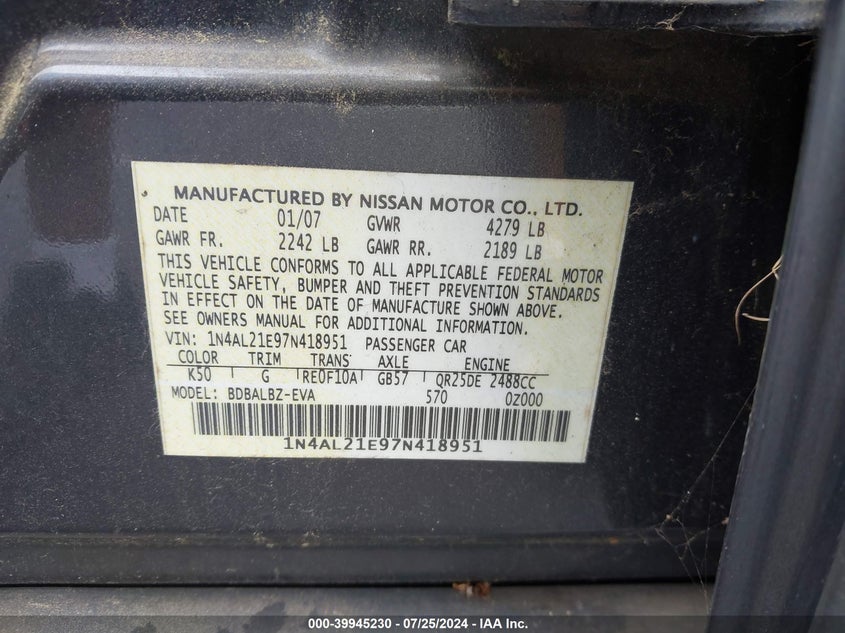 MANUFACTURED BY NISSAN MOTOR CO., LTD.
DATE 01/07 GVWR 4279 LB
GAWR FR. 2242 LB GAWR RR. 2189 LB
THIS VEHICLE CONFORMS TO ALL APPLICABLE FEDERAL MOTOR
VEHICLE SAFETY, BUMPER AND THEFT PREVENTION STANDARDS
IN EFFECT ON THE DATE OF MANUFACTURE SHOWN ABOVE.
SEE OWNERS MANUAL FOR ADDITIONAL INFORMATION.
VIN: 1N4AL21E97N418951 PASSENGER CAR
COLOR TRIM TRANS AXLE ENGINE
K50 G RE0F10A GB57 QR25DE 2488CC
MODEL: BDBALBZ-EVA 570 0Z000
1N4AL21E97N418951
000-39945230 - 07/25/2024 - IAA Inc.